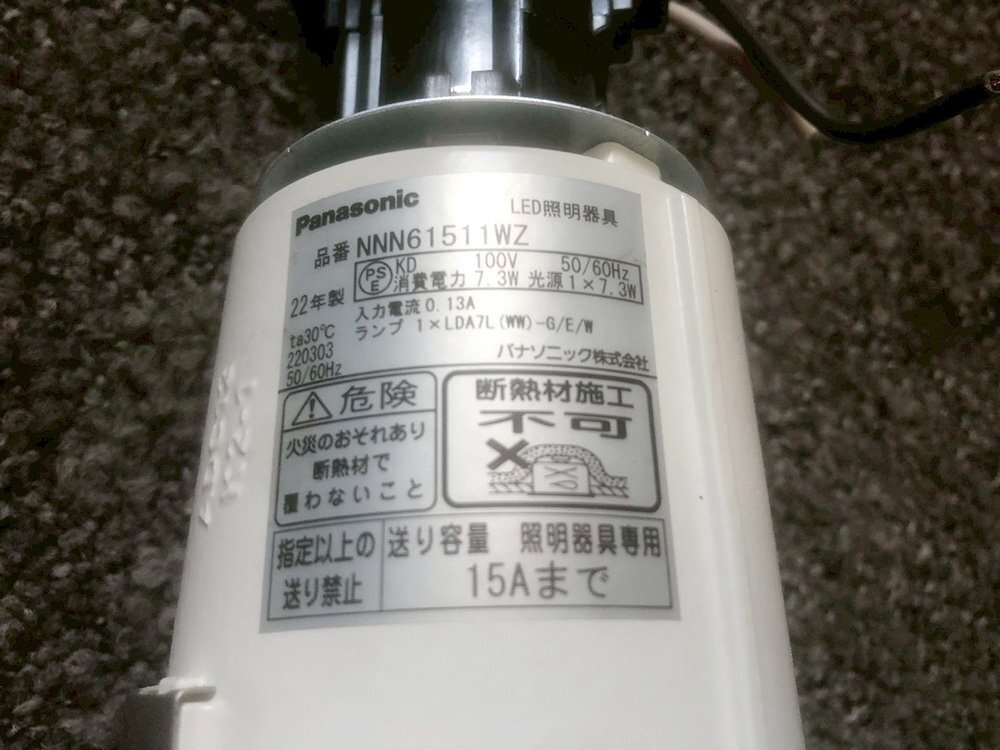 Panasonic
LED照明器具
品番 NNN61511WZ
PS
E
KD 100V 50/60Hz
消費電力 7.3W 光源 1×7.3W
22年製
入力電流 0.13A
ランプ 1×LDA7L(WW)-G/E/W
ta30℃
220303
50/60Hz
パナソニック株式会社
危険
火災のおそれあり
断熱材で
覆わないこと
断熱材施工
不可
指定以上の
送り禁止
送り容量 照明器具専用
15Aまで